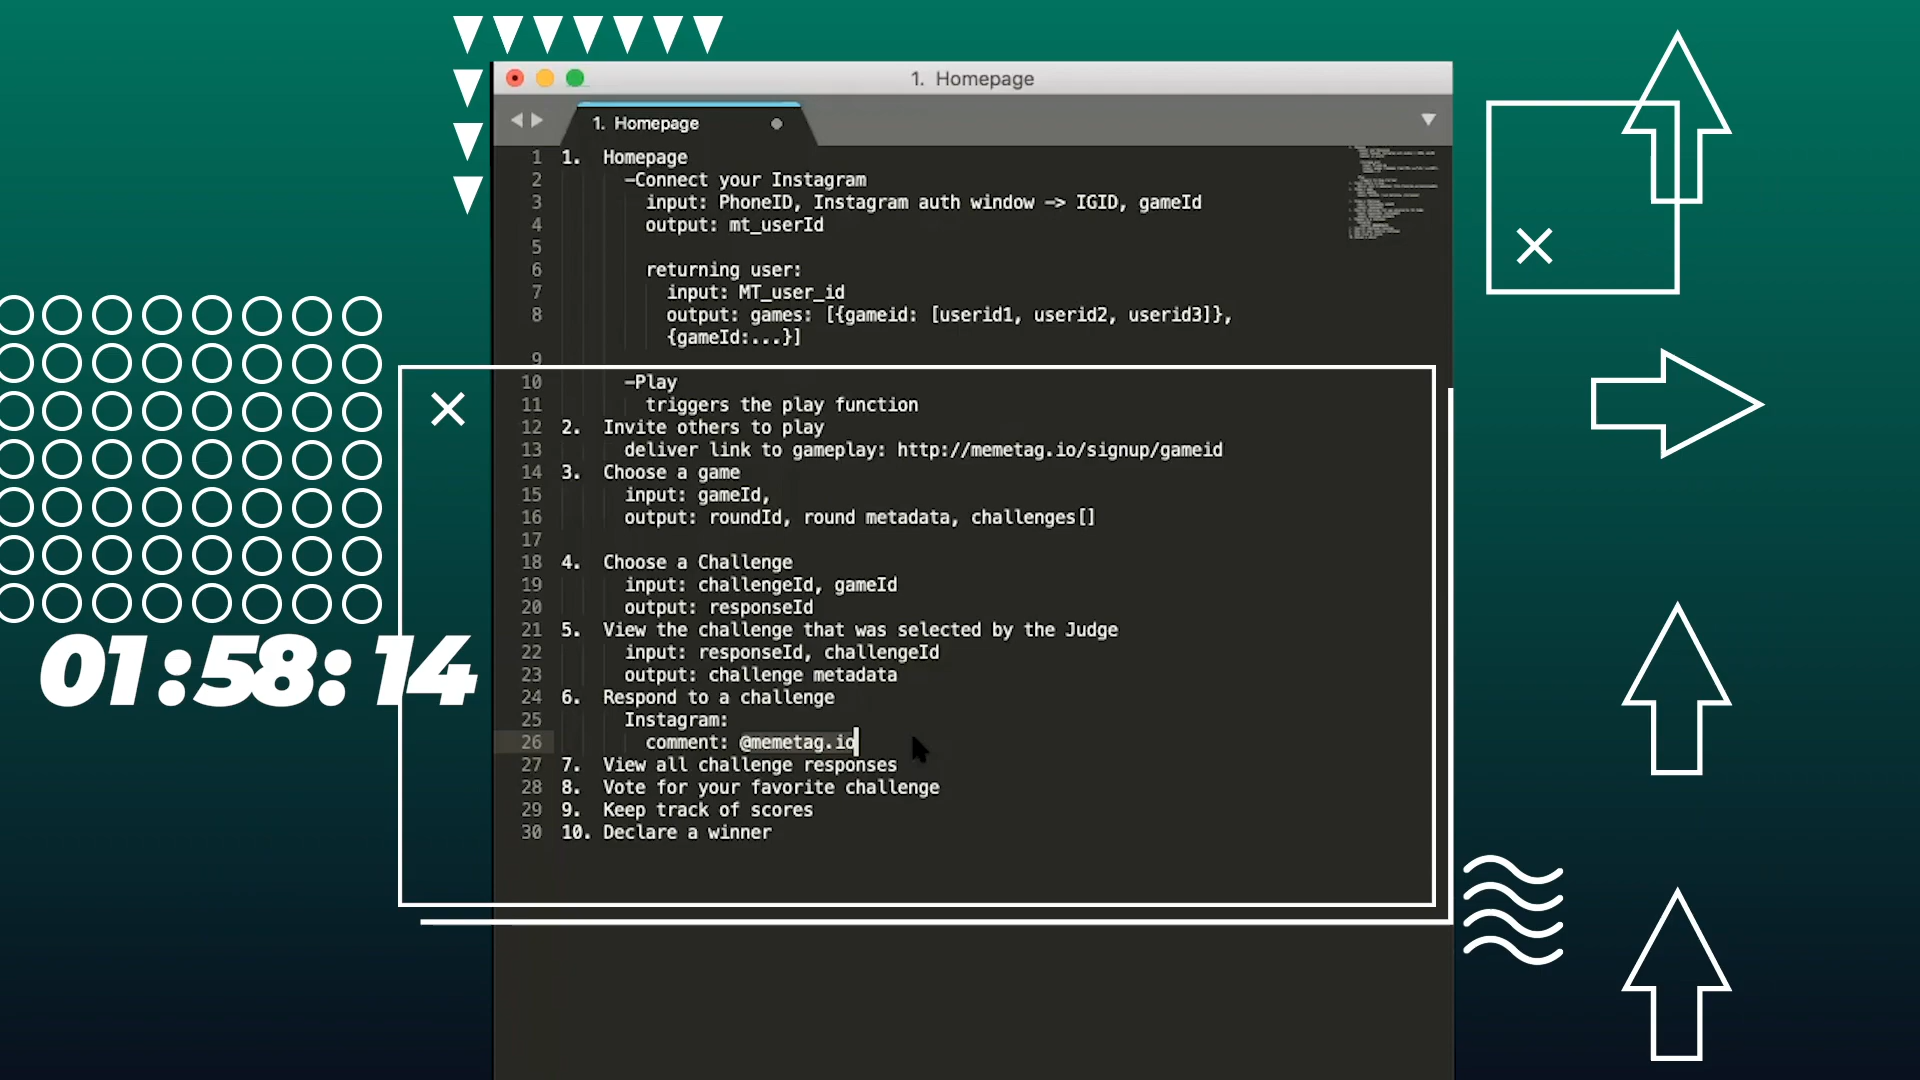 1. Homepage
1. Homepage
1 1. Homepage
2 -Connect your Instagram
3 input: PhoneID, Instagram auth window -> IGID, gameId
4 output: mt_userId
5
6 returning user:
7 input: MT_user_id
8 output: games: [{gameid: [userid1, userid2, userid3]},
{gameId:...}]
9
10 -Play
11 triggers the play function
12 2. Invite others to play
13 deliver link to gameplay: http://memetag.io/signup/gameid
14 3. Choose a game
15 input: gameId,
16 output: roundId, round metadata, challenges[]
17
18 4. Choose a Challenge
19 input: challengeId, gameId
20 output: responseId
21 5. View the challenge that was selected by the Judge
22 input: responseId, challengeId
23 output: challenge metadata
24 6. Respond to a challenge
25 Instagram:
26 comment: @memetag.io
27 7. View all challenge responses
28 8. Vote for your favorite challenge
29 9. Keep track of scores
30 10. Declare a winner
01:58:14